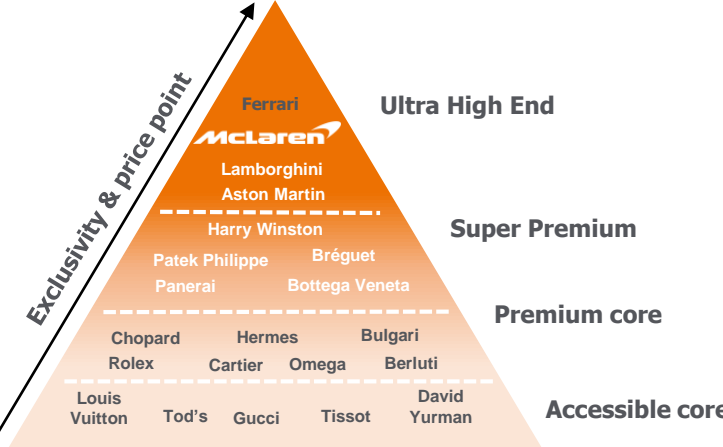 Exclusivity & price point
Ferrari
Ultra High End
McLaren
Lamborghini
Aston Martin
Harry Winston
Super Premium
Patek Philippe Bréguet
Panerai Bottega Veneta
Premium core
Chopard Hermes Bulgari
Rolex Cartier Omega Berluti
Louis
Vuitton Tod's Gucci Tissot David
Yurman
Accessible core